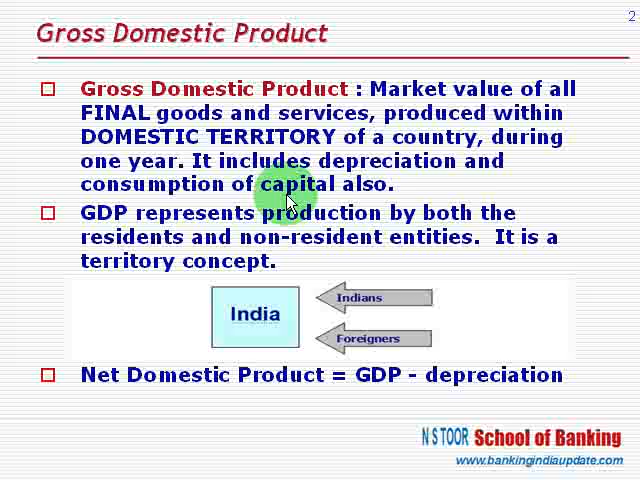 2
Gross Domestic Product
Gross Domestic Product : Market value of all
FINAL goods and services, produced within
DOMESTIC TERRITORY of a country, during
one year. It includes depreciation and
consumption of capital also.
GDP represents production by both the
residents and non-resident entities. It is a
territory concept.
India
Indians
Foreigners
Net Domestic Product = GDP - depreciation
N S TOOR School of Banking
www.bankingindiaupdate.com